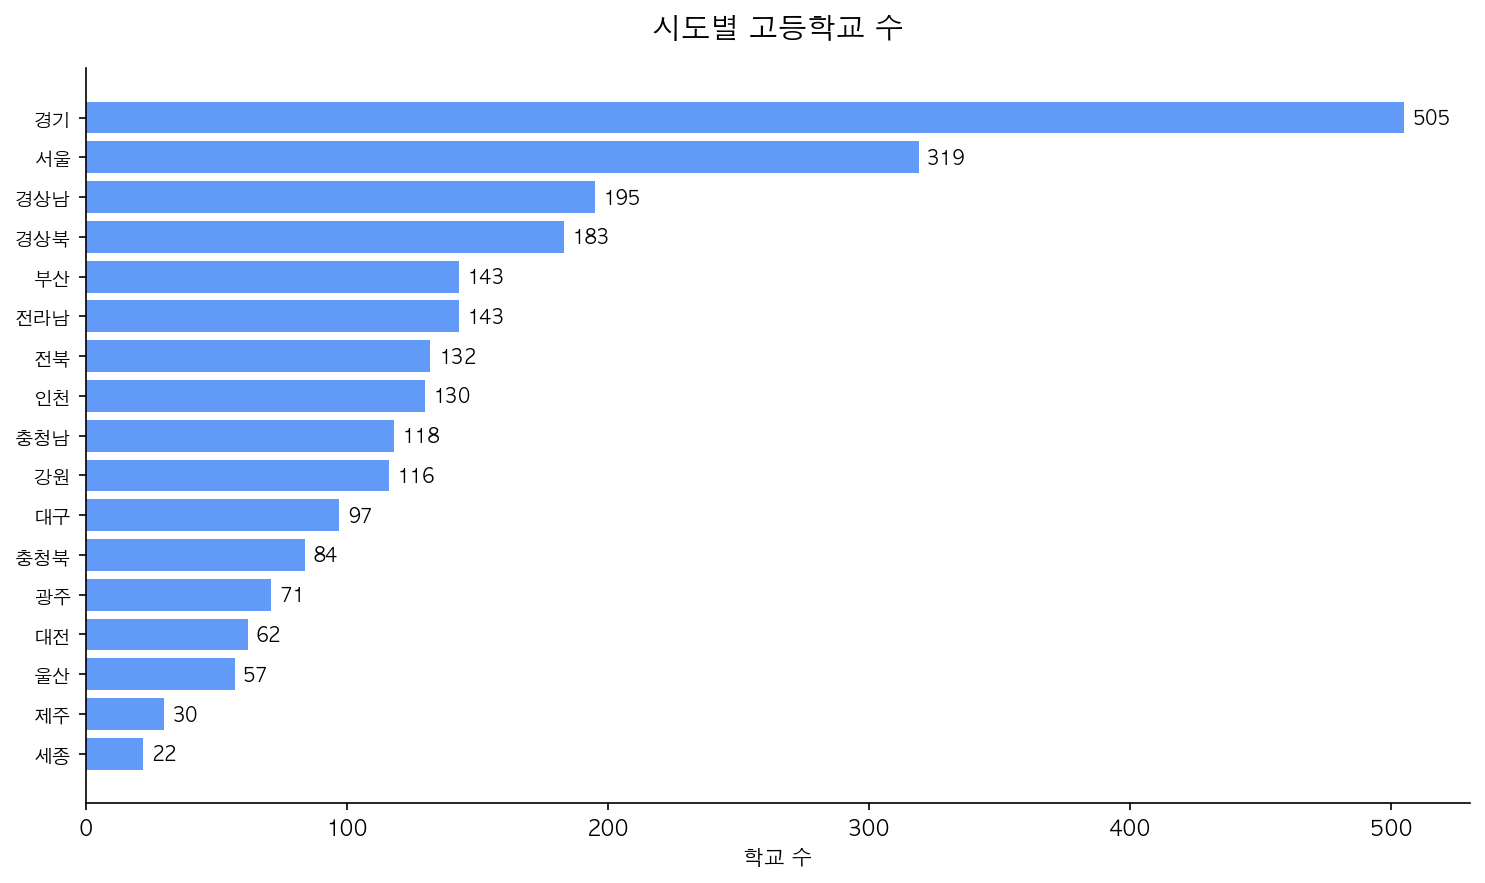 시도별 고등학교 수
경기 505
서울 319
경상남 195
경상북 183
부산 143
전라남 143
전북 132
인천 130
충청남 118
강원 116
대구 97
충청북 84
광주 71
대전 62
울산 57
제주 30
세종 22
0 100 200 300 400 500
학교 수